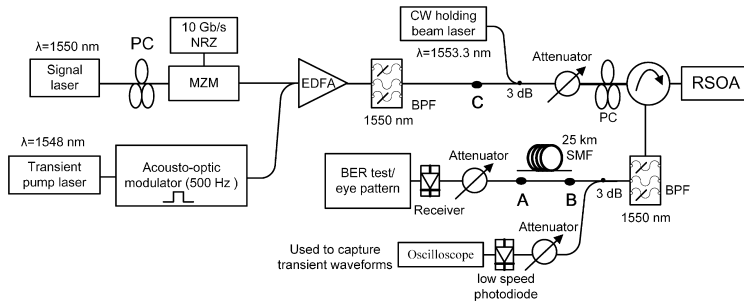 λ=1550 nm
Signal
laser
PC
10 Gb/s
NRZ
MZM
EDFA
λ=1548 nm
Transient
pump laser
Acousto-optic
modulator (500 Hz )
BPF
1550 nm
CW holding
beam laser
λ=1553.3 nm
C
3 dB
Attenuator
PC
RSOA
BER test/
eye pattern
Receiver
Attenuator
25 km
SMF
A
B
3 dB
BPF
1550 nm
Used to capture
transient waveforms
Oscilloscope
low speed
photodiode
Attenuator